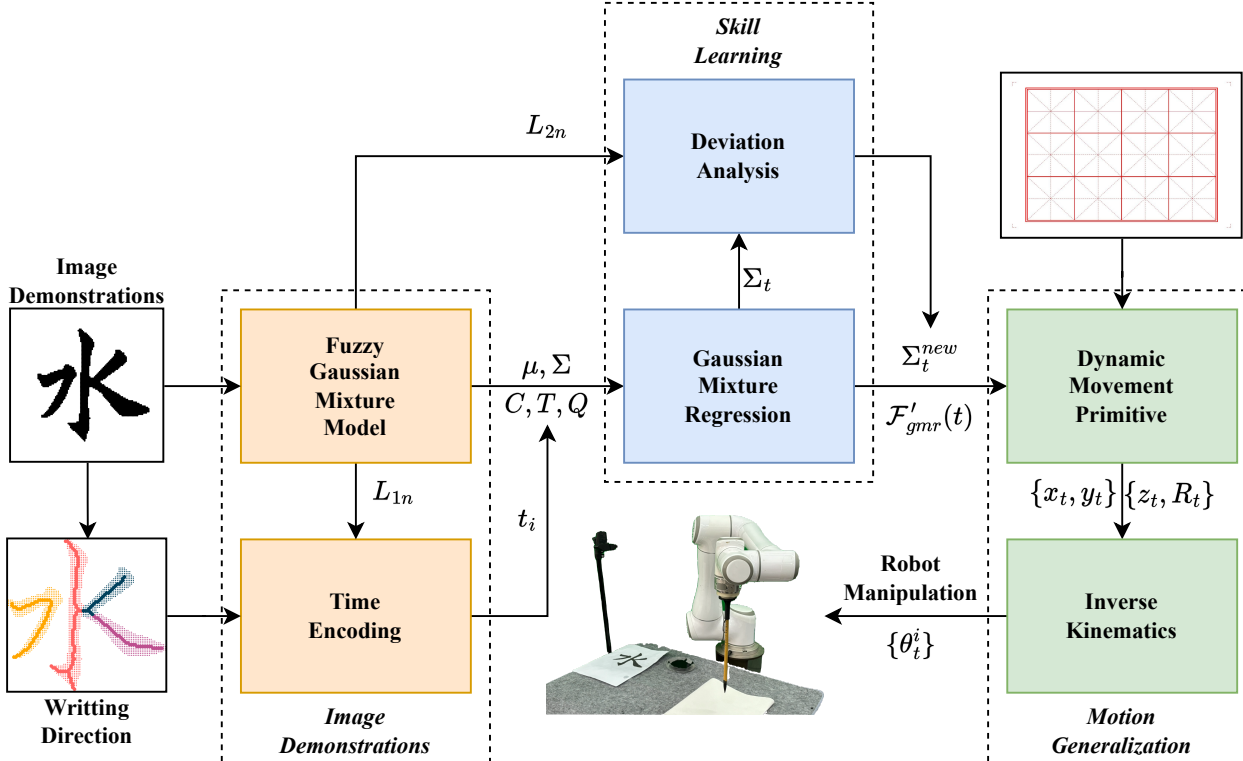 Skill
Learning
L_{2n}
Deviation
Analysis
Image
Demonstrations
水
Σ_t
Fuzzy
Gaussian
Mixture
Model
μ, Σ
C, T, Q
Gaussian
Mixture
Regression
Σ_t^{new}
ℱ′_{gmr}(t)
Dynamic
Movement
Primitive
L_{1n}
t_i
{x_t, y_t} {z_t, R_t}
水
Time
Encoding
水
Robot
Manipulation
{θ_t^i}
Inverse
Kinematics
Writting
Direction
Image
Demonstrations
Motion
Generalization